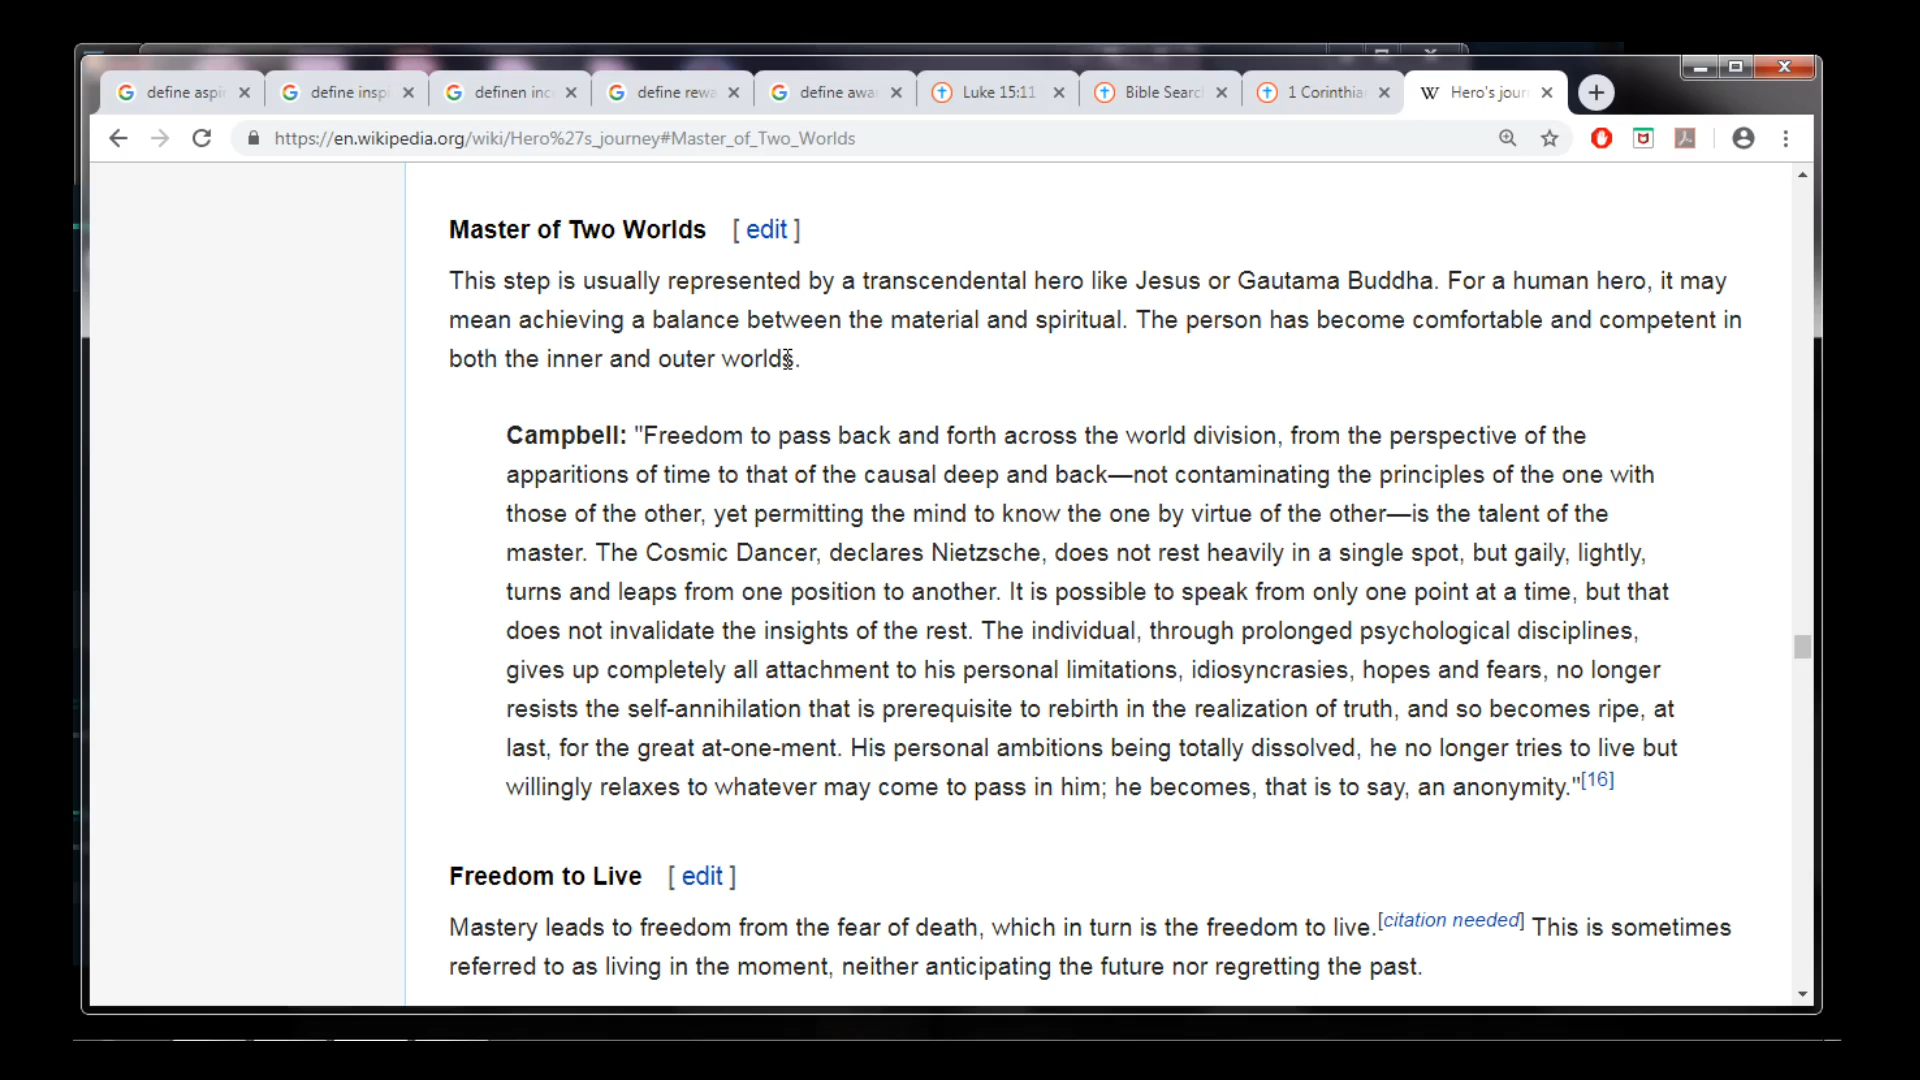 define aspi
define insp
definen inc
define rewa
define awa
Luke 15:11
Bible Searc
1 Corinthia
Hero's jour
https://en.wikipedia.org/wiki/Hero%27s_journey#Master_of_Two_Worlds
Master of Two Worlds [ edit ]
This step is usually represented by a transcendental hero like Jesus or Gautama Buddha. For a human hero, it may
mean achieving a balance between the material and spiritual. The person has become comfortable and competent in
both the inner and outer worlds.
Campbell: "Freedom to pass back and forth across the world division, from the perspective of the
apparitions of time to that of the causal deep and back—not contaminating the principles of the one with
those of the other, yet permitting the mind to know the one by virtue of the other—is the talent of the
master. The Cosmic Dancer, declares Nietzsche, does not rest heavily in a single spot, but gaily, lightly,
turns and leaps from one position to another. It is possible to speak from only one point at a time, but that
does not invalidate the insights of the rest. The individual, through prolonged psychological disciplines,
gives up completely all attachment to his personal limitations, idiosyncrasies, hopes and fears, no longer
resists the self-annihilation that is prerequisite to rebirth in the realization of truth, and so becomes ripe, at
last, for the great at-one-ment. His personal ambitions being totally dissolved, he no longer tries to live but
willingly relaxes to whatever may come to pass in him; he becomes, that is to say, an anonymity."[16]
Freedom to Live [ edit ]
Mastery leads to freedom from the fear of death, which in turn is the freedom to live.[citation needed] This is sometimes
referred to as living in the moment, neither anticipating the future nor regretting the past.